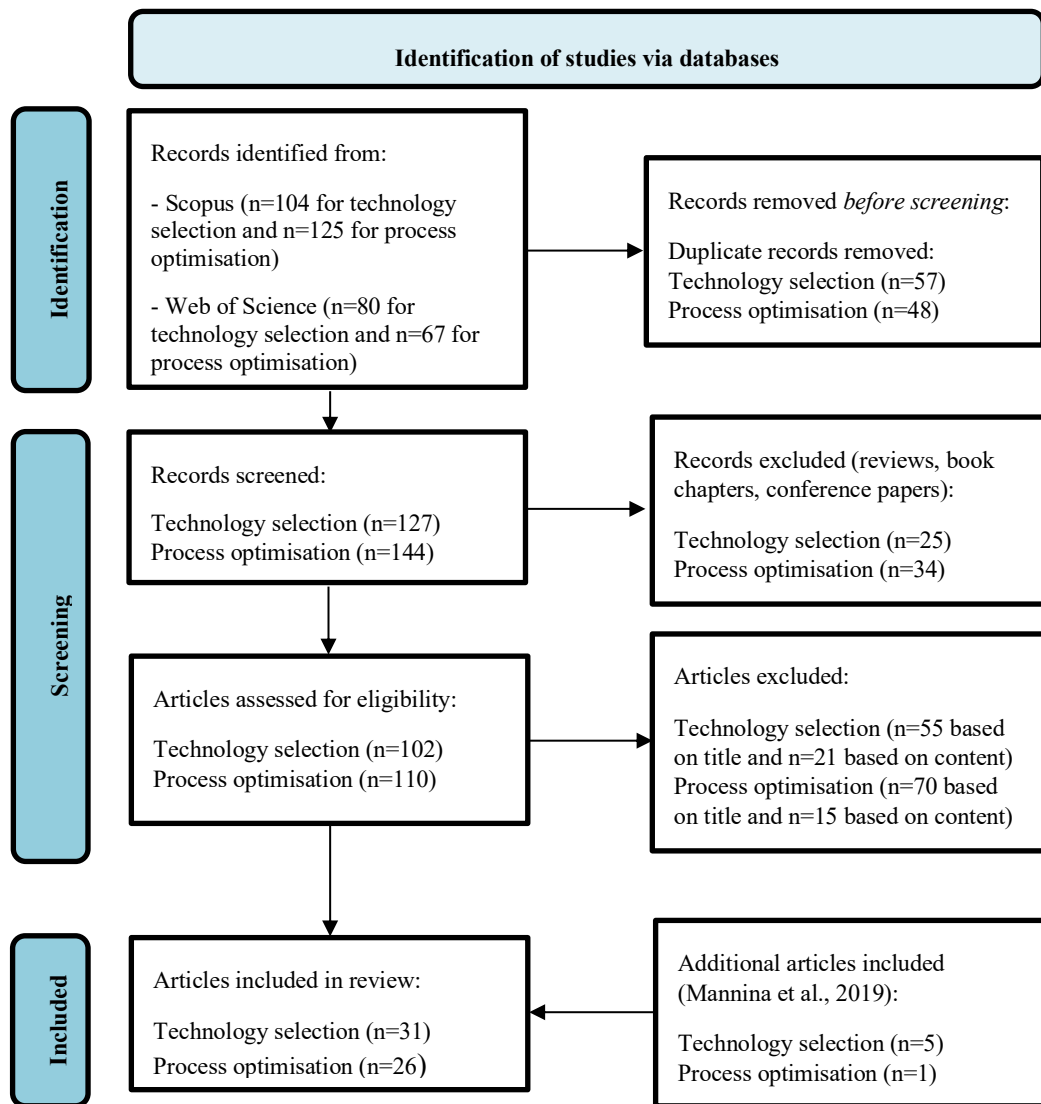 Identification of studies via databases
Identification
Records identified from:
- Scopus (n=104 for technology
selection and n=125 for process
optimisation)
- Web of Science (n=80 for
technology selection and n=67 for
process optimisation)
Records removed before screening:
Duplicate records removed:
Technology selection (n=57)
Process optimisation (n=48)
Screening
Records screened:
Technology selection (n=127)
Process optimisation (n=144)
Records excluded (reviews, book
chapters, conference papers):
Technology selection (n=25)
Process optimisation (n=34)
Articles assessed for eligibility:
Technology selection (n=102)
Process optimisation (n=110)
Articles excluded:
Technology selection (n=55 based
on title and n=21 based on content)
Process optimisation (n=70 based
on title and n=15 based on content)
Included
Articles included in review:
Technology selection (n=31)
Process optimisation (n=26)
Additional articles included
(Mannina et al., 2019):
Technology selection (n=5)
Process optimisation (n=1)